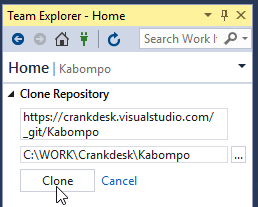 Team Explorer - Home
Search Work I
Home | Kabompo
Clone Repository
https://crankdesk.visualstudio.com/
_git/Kabompo
C:\WORK\Crankdesk\Kabompo
...
Clone Cancel